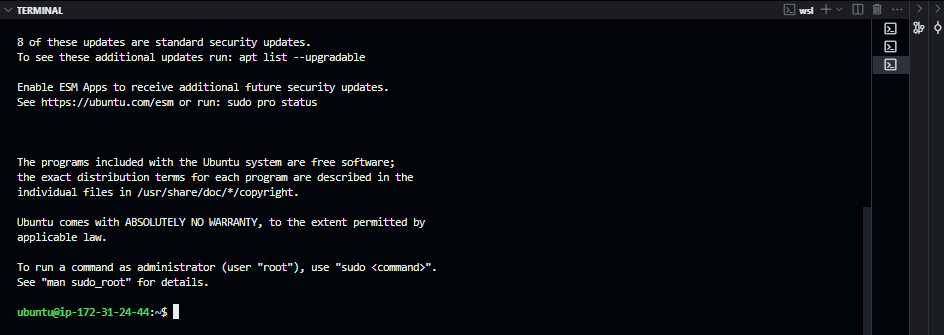 TERMINAL
wsl
8 of these updates are standard security updates.
To see these additional updates run: apt list --upgradable
Enable ESM Apps to receive additional future security updates.
See https://ubuntu.com/esm or run: sudo pro status
The programs included with the Ubuntu system are free software;
the exact distribution terms for each program are described in the
individual files in /usr/share/doc/*/copyright.
Ubuntu comes with ABSOLUTELY NO WARRANTY, to the extent permitted by
applicable law.
To run a command as administrator (user "root"), use "sudo <command>".
See "man sudo_root" for details.
ubuntu@ip-172-31-24-44:~$